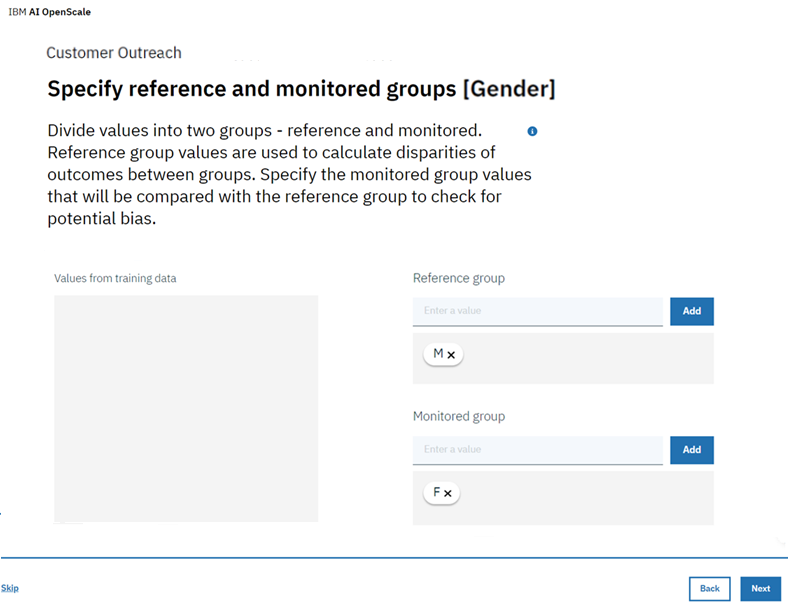 IBM AI OpenScale
Customer Outreach
Specify reference and monitored groups [Gender]
Divide values into two groups - reference and monitored.
Reference group values are used to calculate disparities of
outcomes between groups. Specify the monitored group values
that will be compared with the reference group to check for
potential bias.
Values from training data
Reference group
Enter a value
Add
M ×
Monitored group
Enter a value
Add
F ×
Skip
Back
Next